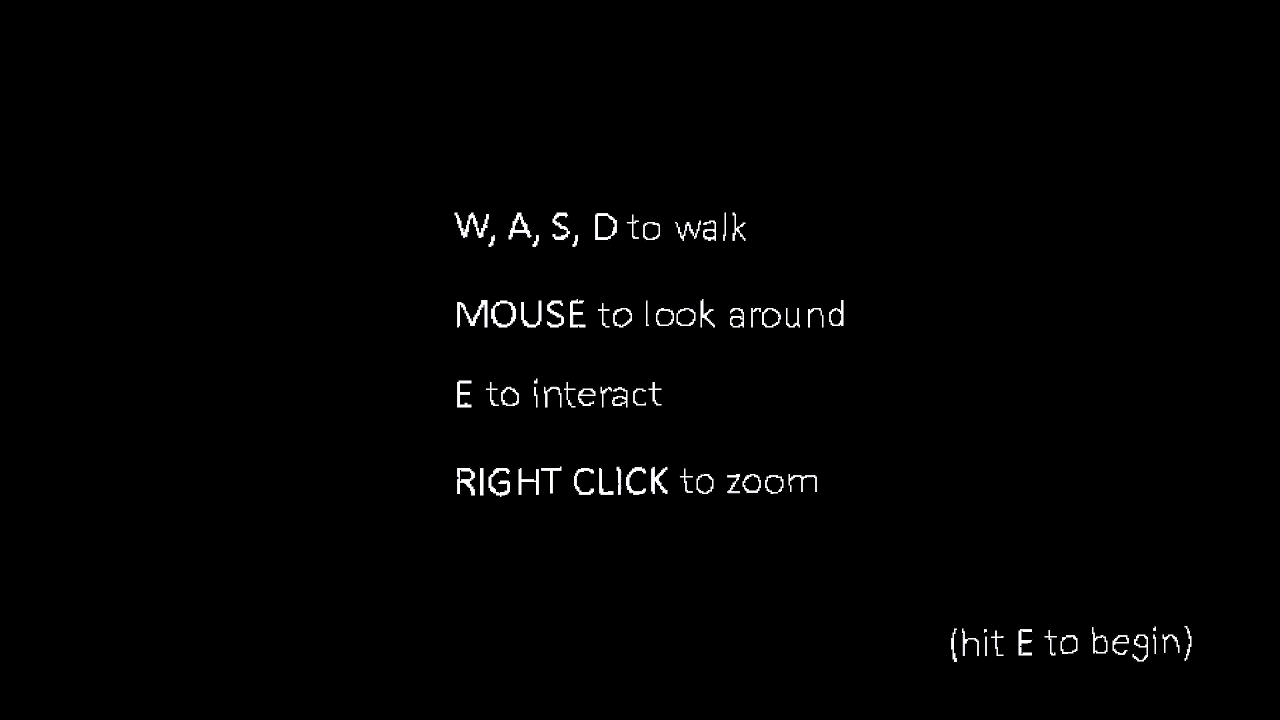 W, A, S, D to walk
MOUSE to look around
E to interact
RIGHT CLICK to zoom
(hit E to begin)